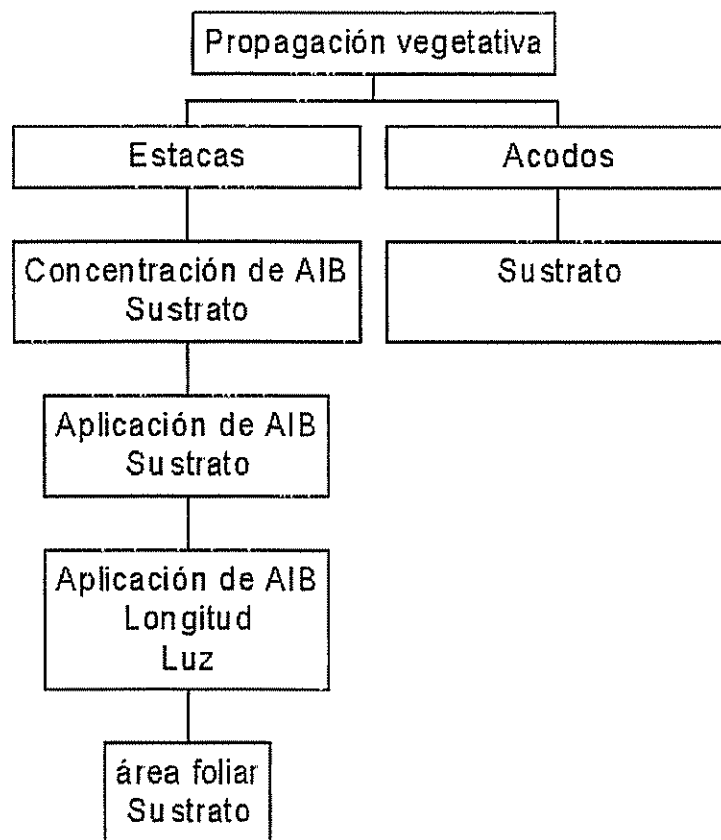 Propagación vegetativa
Estacas
Acodos
Concentración de AIB
Sustrato
Sustrato
Aplicación de AIB
Sustrato
Aplicación de AIB
Longitud
Luz
área foliar
Sustrato